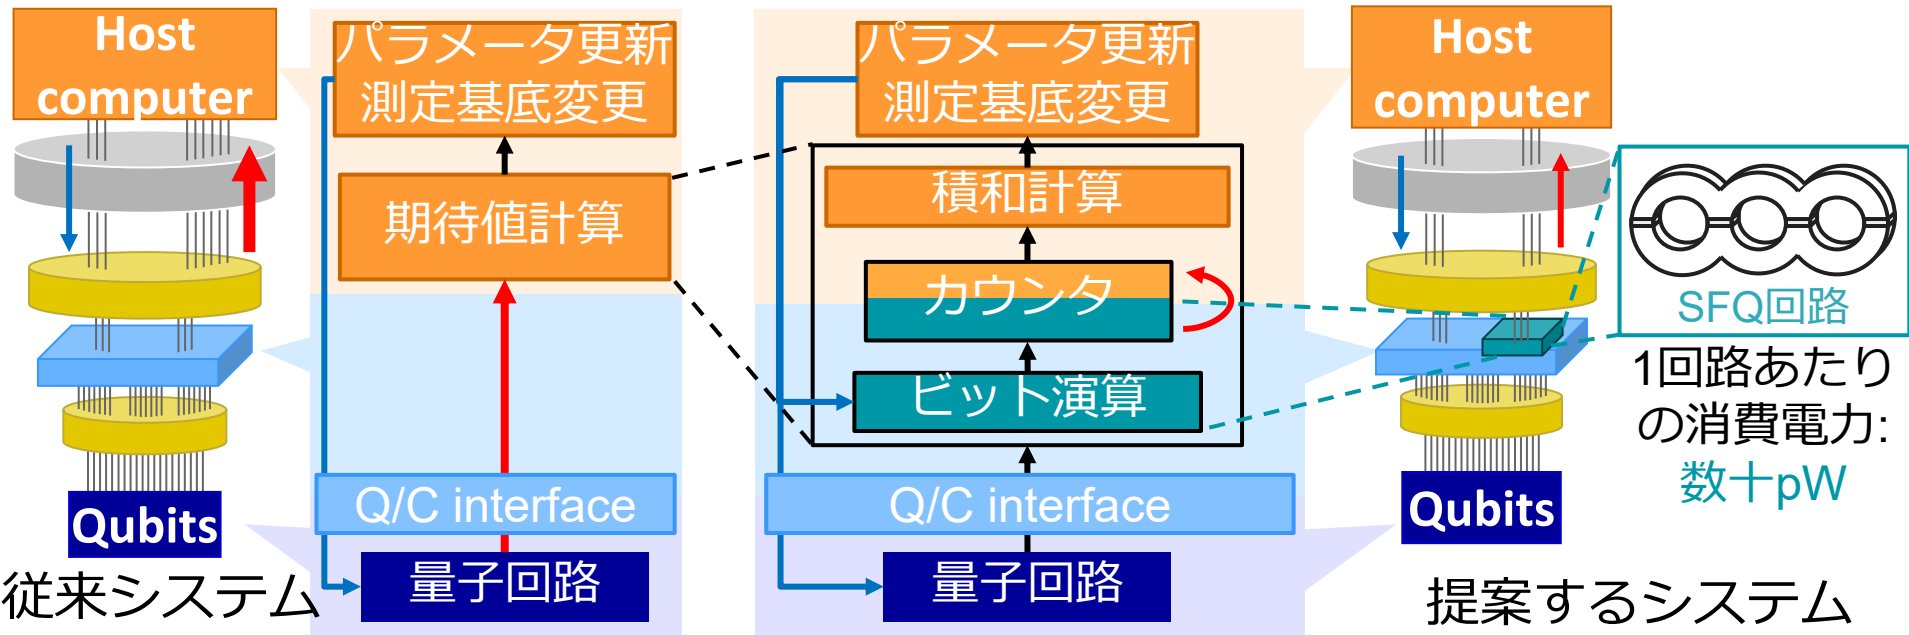 Host
computer
Qubits
従来システム
パラメータ更新
測定基底変更
期待値計算
Q/C interface
量子回路
パラメータ更新
測定基底変更
積和計算
カウンタ
ビット演算
Q/C interface
量子回路
Host
computer
Qubits
提案するシステム
SFQ回路
1回路あたり
の消費電力:
数十pW